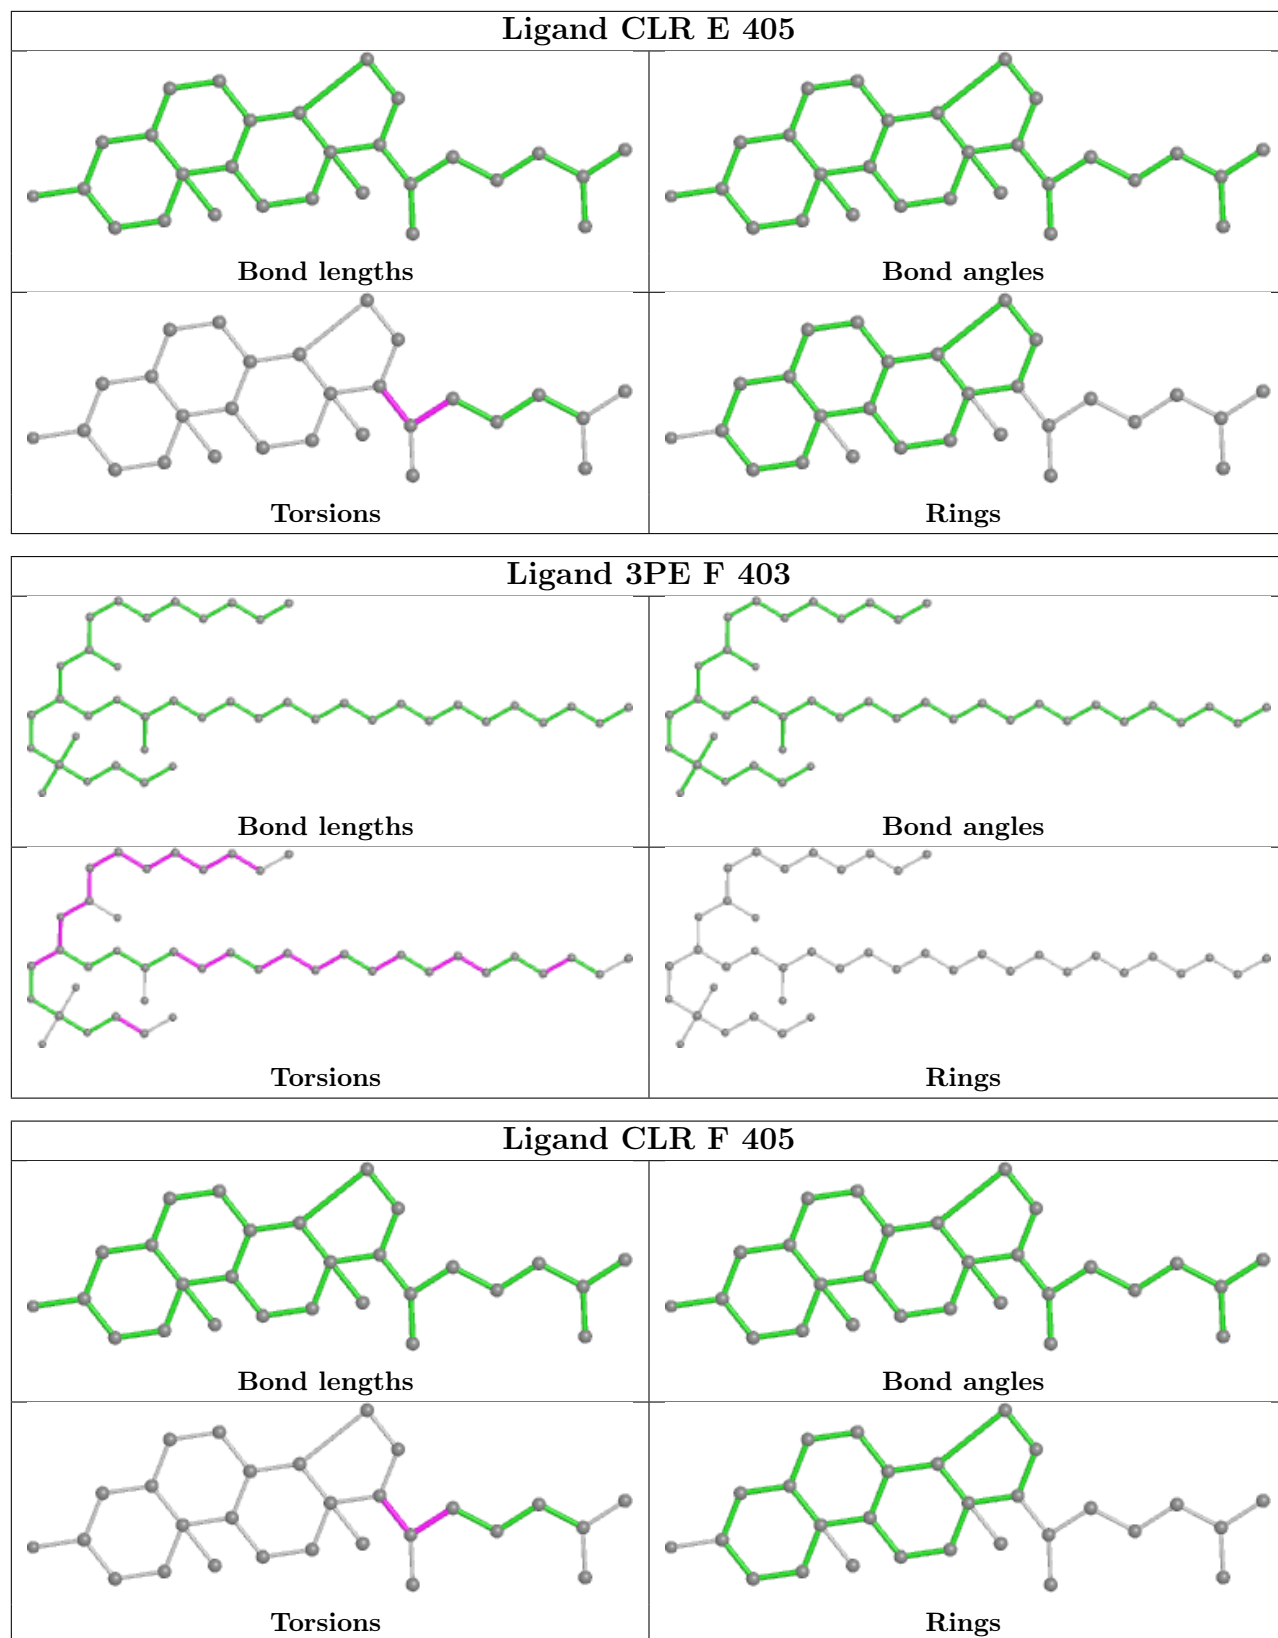 Ligand CLR E 405
Bond lengths
Bond angles
Torsions
Rings
Ligand 3PE F 403
Bond lengths
Bond angles
Torsions
Rings
Ligand CLR F 405
Bond lengths
Bond angles
Torsions
Rings